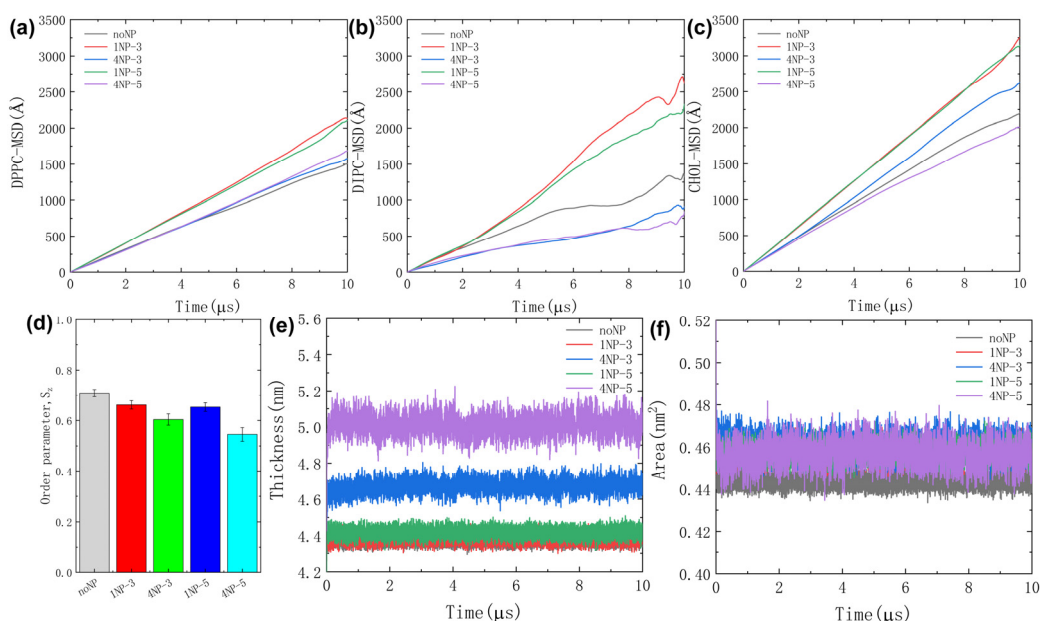 (a)
noNP
1NP-3
4NP-3
1NP-5
4NP-5
DPPC-MSD(Å)
3500
3000
2500
2000
1500
1000
500
0
0 2 4 6 8 10
Time(μs)
(b)
noNP
1NP-3
4NP-3
1NP-5
4NP-5
DIPC-MSD(Å)
3500
3000
2500
2000
1500
1000
500
0
0 2 4 6 8 10
Time(μs)
(c)
noNP
1NP-3
4NP-3
1NP-5
4NP-5
CHOL-MSD(Å)
3500
3000
2500
2000
1500
1000
500
0
0 2 4 6 8 10
Time(μs)
(d)
Order parameter, Sz
1.0
0.8
0.6
0.4
0.2
0.0
noNP 1NP-3 4NP-3 1NP-5 4NP-5
(e)
noNP
1NP-3
4NP-3
1NP-5
4NP-5
Thickness(nm)
5.6
5.4
5.2
5.0
4.8
4.6
4.4
4.2
0 2 4 6 8 10
Time(μs)
(f)
noNP
1NP-3
4NP-3
1NP-5
4NP-5
Area(nm²)
0.52
0.50
0.48
0.46
0.44
0.42
0.40
0 2 4 6 8 10
Time(μs)